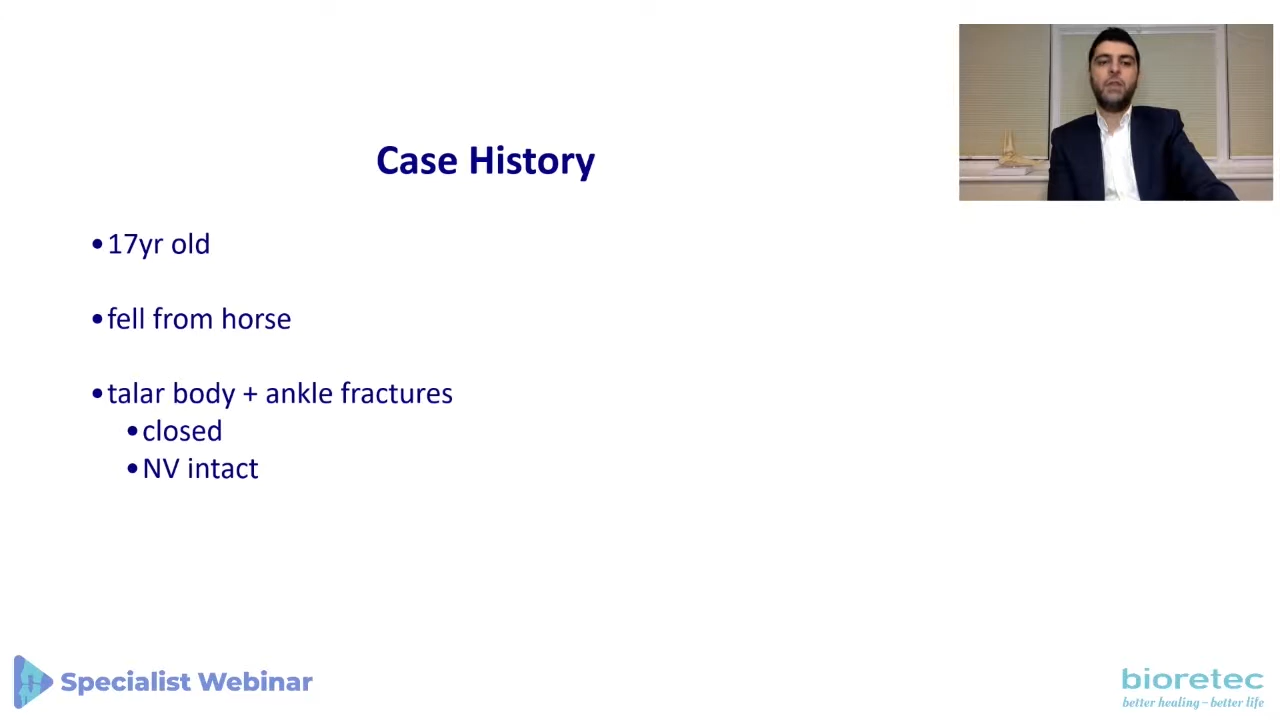 Case History
•17yr old
•fell from horse
•talar body + ankle fractures
•closed
•NV intact
Specialist Webinar
bioretec
better healing – better life